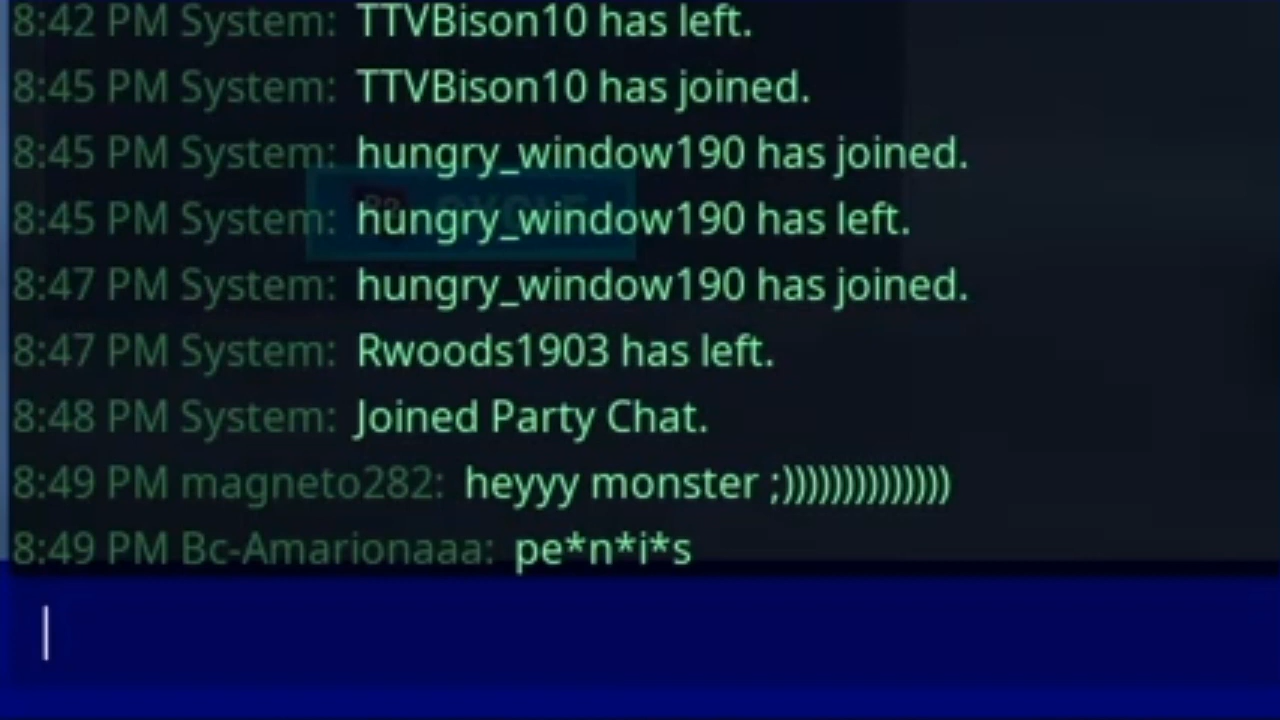 8:42 PM System: TTVBison10 has left.
8:45 PM System: TTVBison10 has joined.
8:45 PM System: hungry_window190 has joined.
8:45 PM System: hungry_window190 has left.
8:47 PM System: hungry_window190 has joined.
8:47 PM System: Rwoods1903 has left.
8:48 PM System: Joined Party Chat.
8:49 PM magneto282: heyyy monster ;))))))))))))))
8:49 PM Bc-Amarionaaa: pe*n*i*s